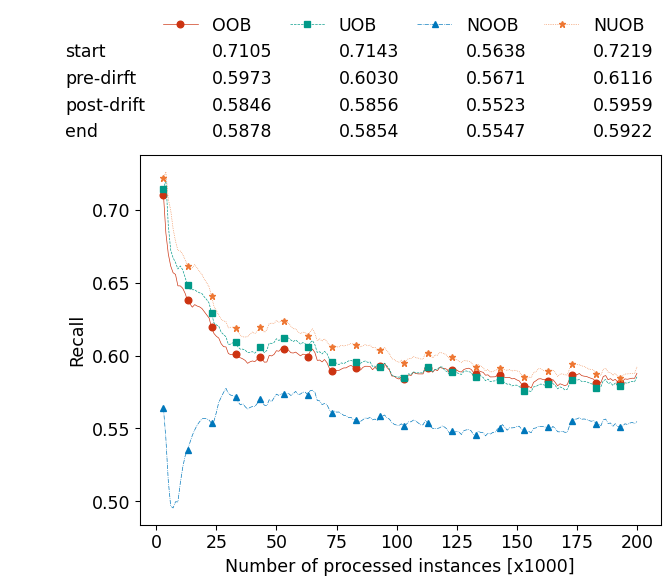 OOB UOB NOOB NUOB
start 0.7105 0.7143 0.5638 0.7219
pre-dirft 0.5973 0.6030 0.5671 0.6116
post-drift 0.5846 0.5856 0.5523 0.5959
end 0.5878 0.5854 0.5547 0.5922
0.70
0.65
0.60
0.55
0.50
Recall
0 25 50 75 100 125 150 175 200
Number of processed instances [x1000]